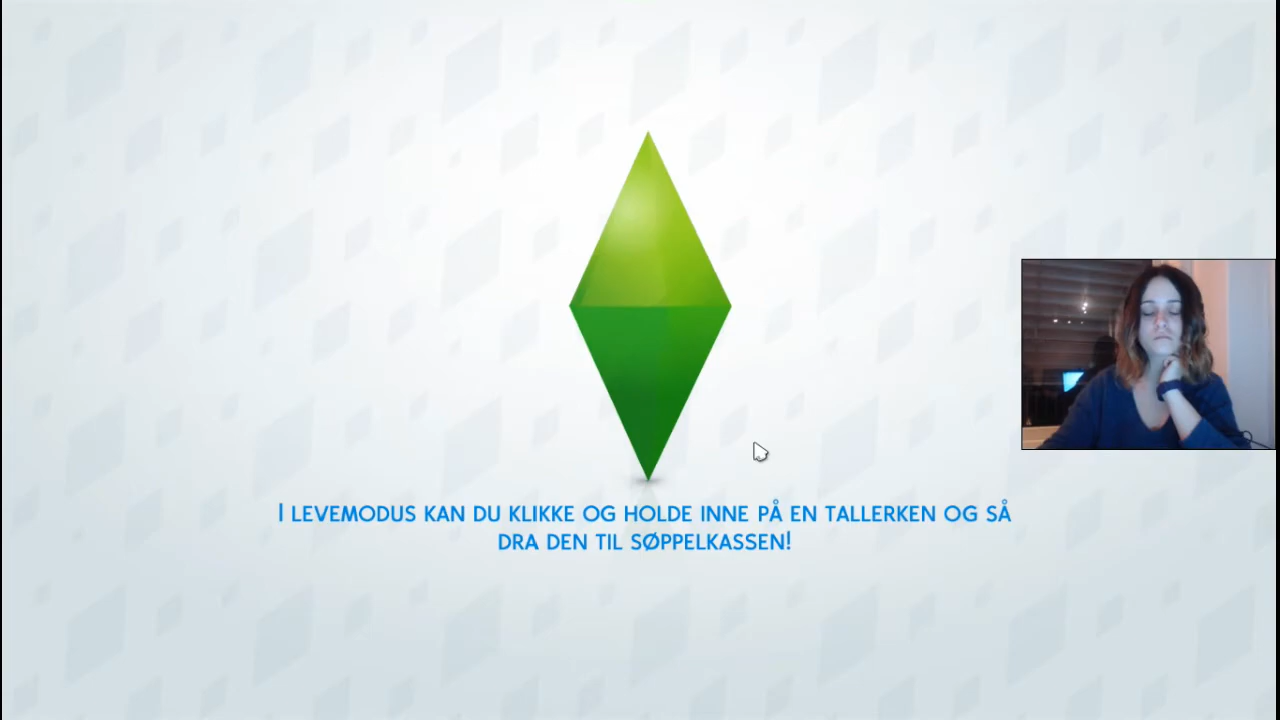 I LEVEMODUS KAN DU KLIKKE OG HOLDE INNE PÅ EN TALLERKEN OG SÅ
DRA DEN TIL SØPPELKASSEN!